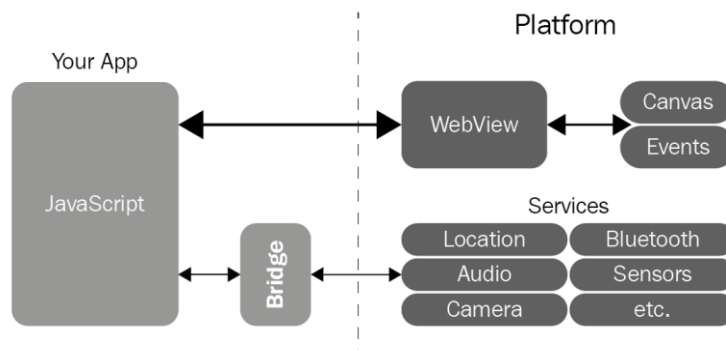 Platform
Your App
JavaScript
WebView
Canvas
Events
Bridge
Services
Location
Bluetooth
Audio
Sensors
Camera
etc.